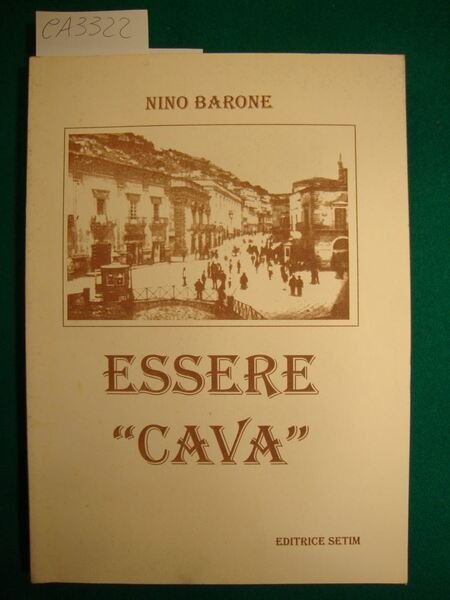 CA3322
NINO BARONE
ESSERE
“CAVA”
EDITRICE SETIM